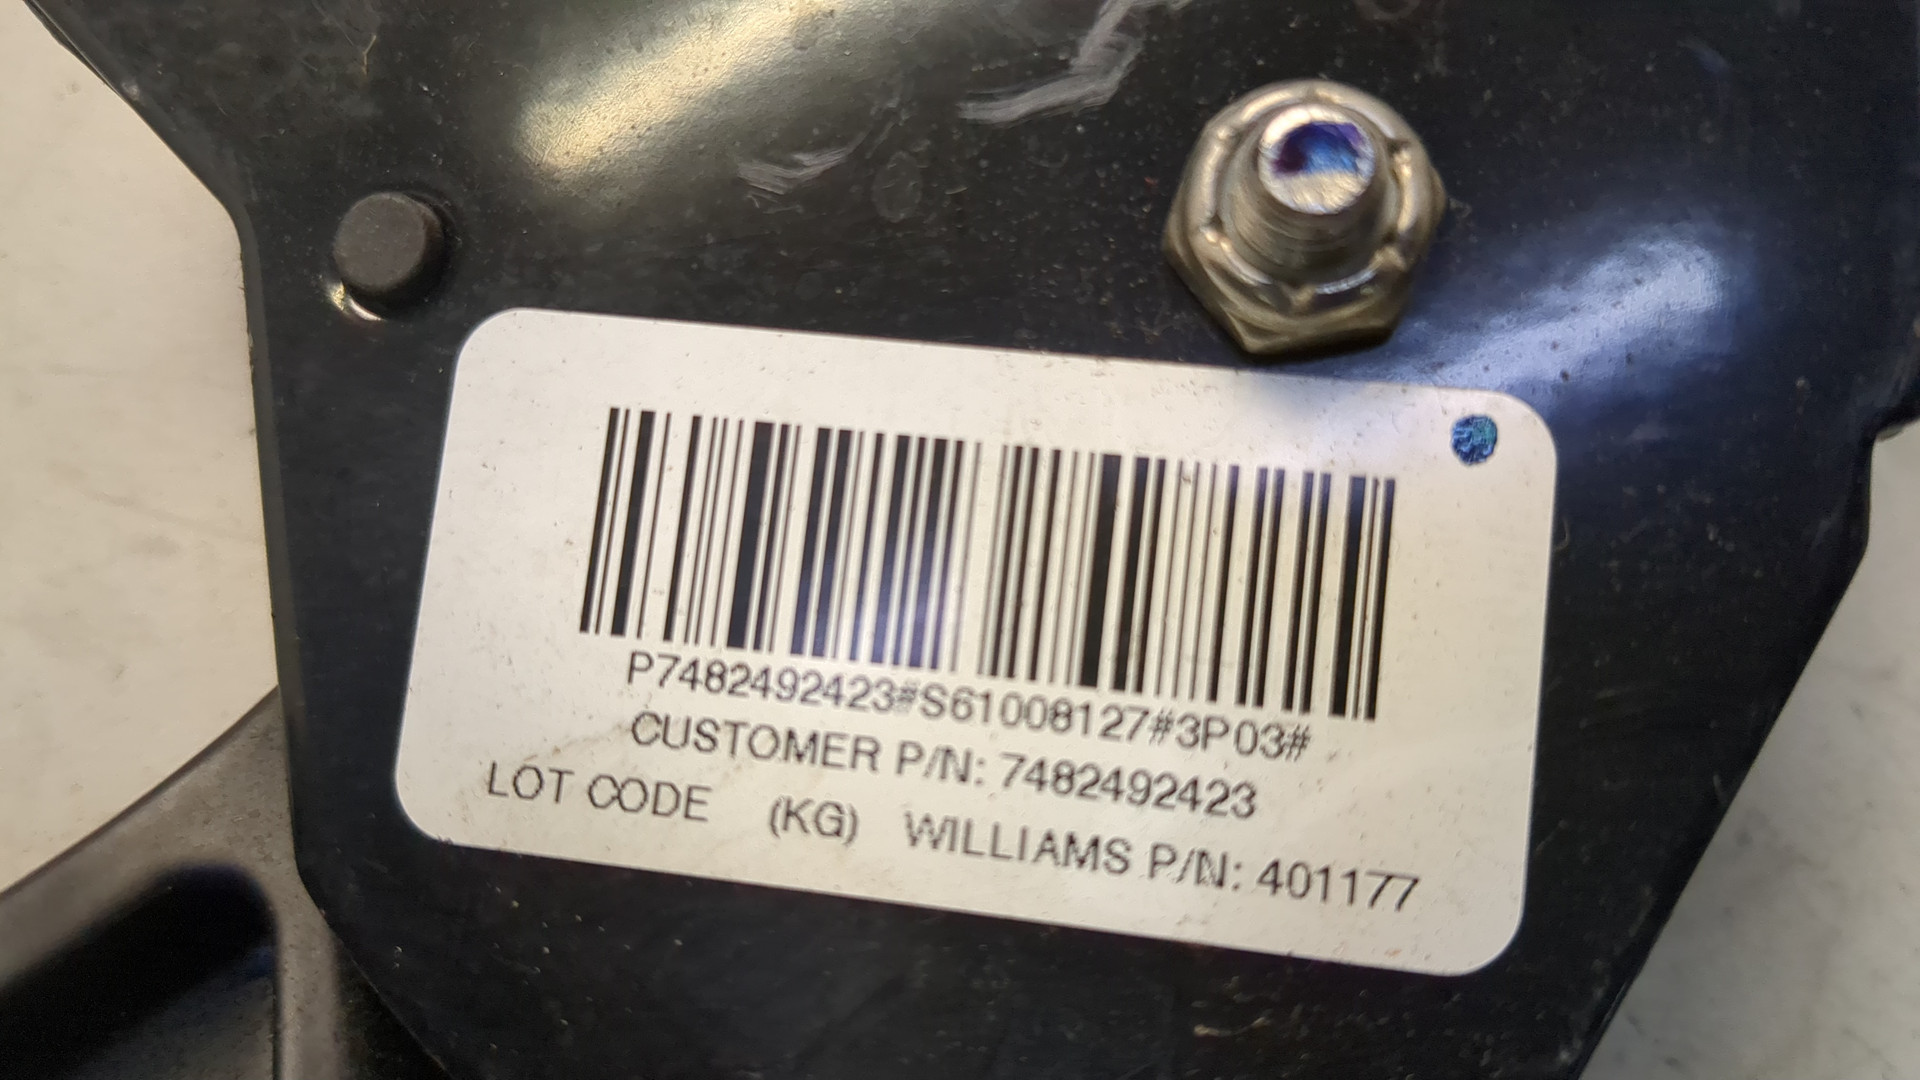 P7482492423#S61008127#3P03#
CUSTOMER P/N: 7482492423
LOT CODE (KG) WILLIAMS P/N: 401177